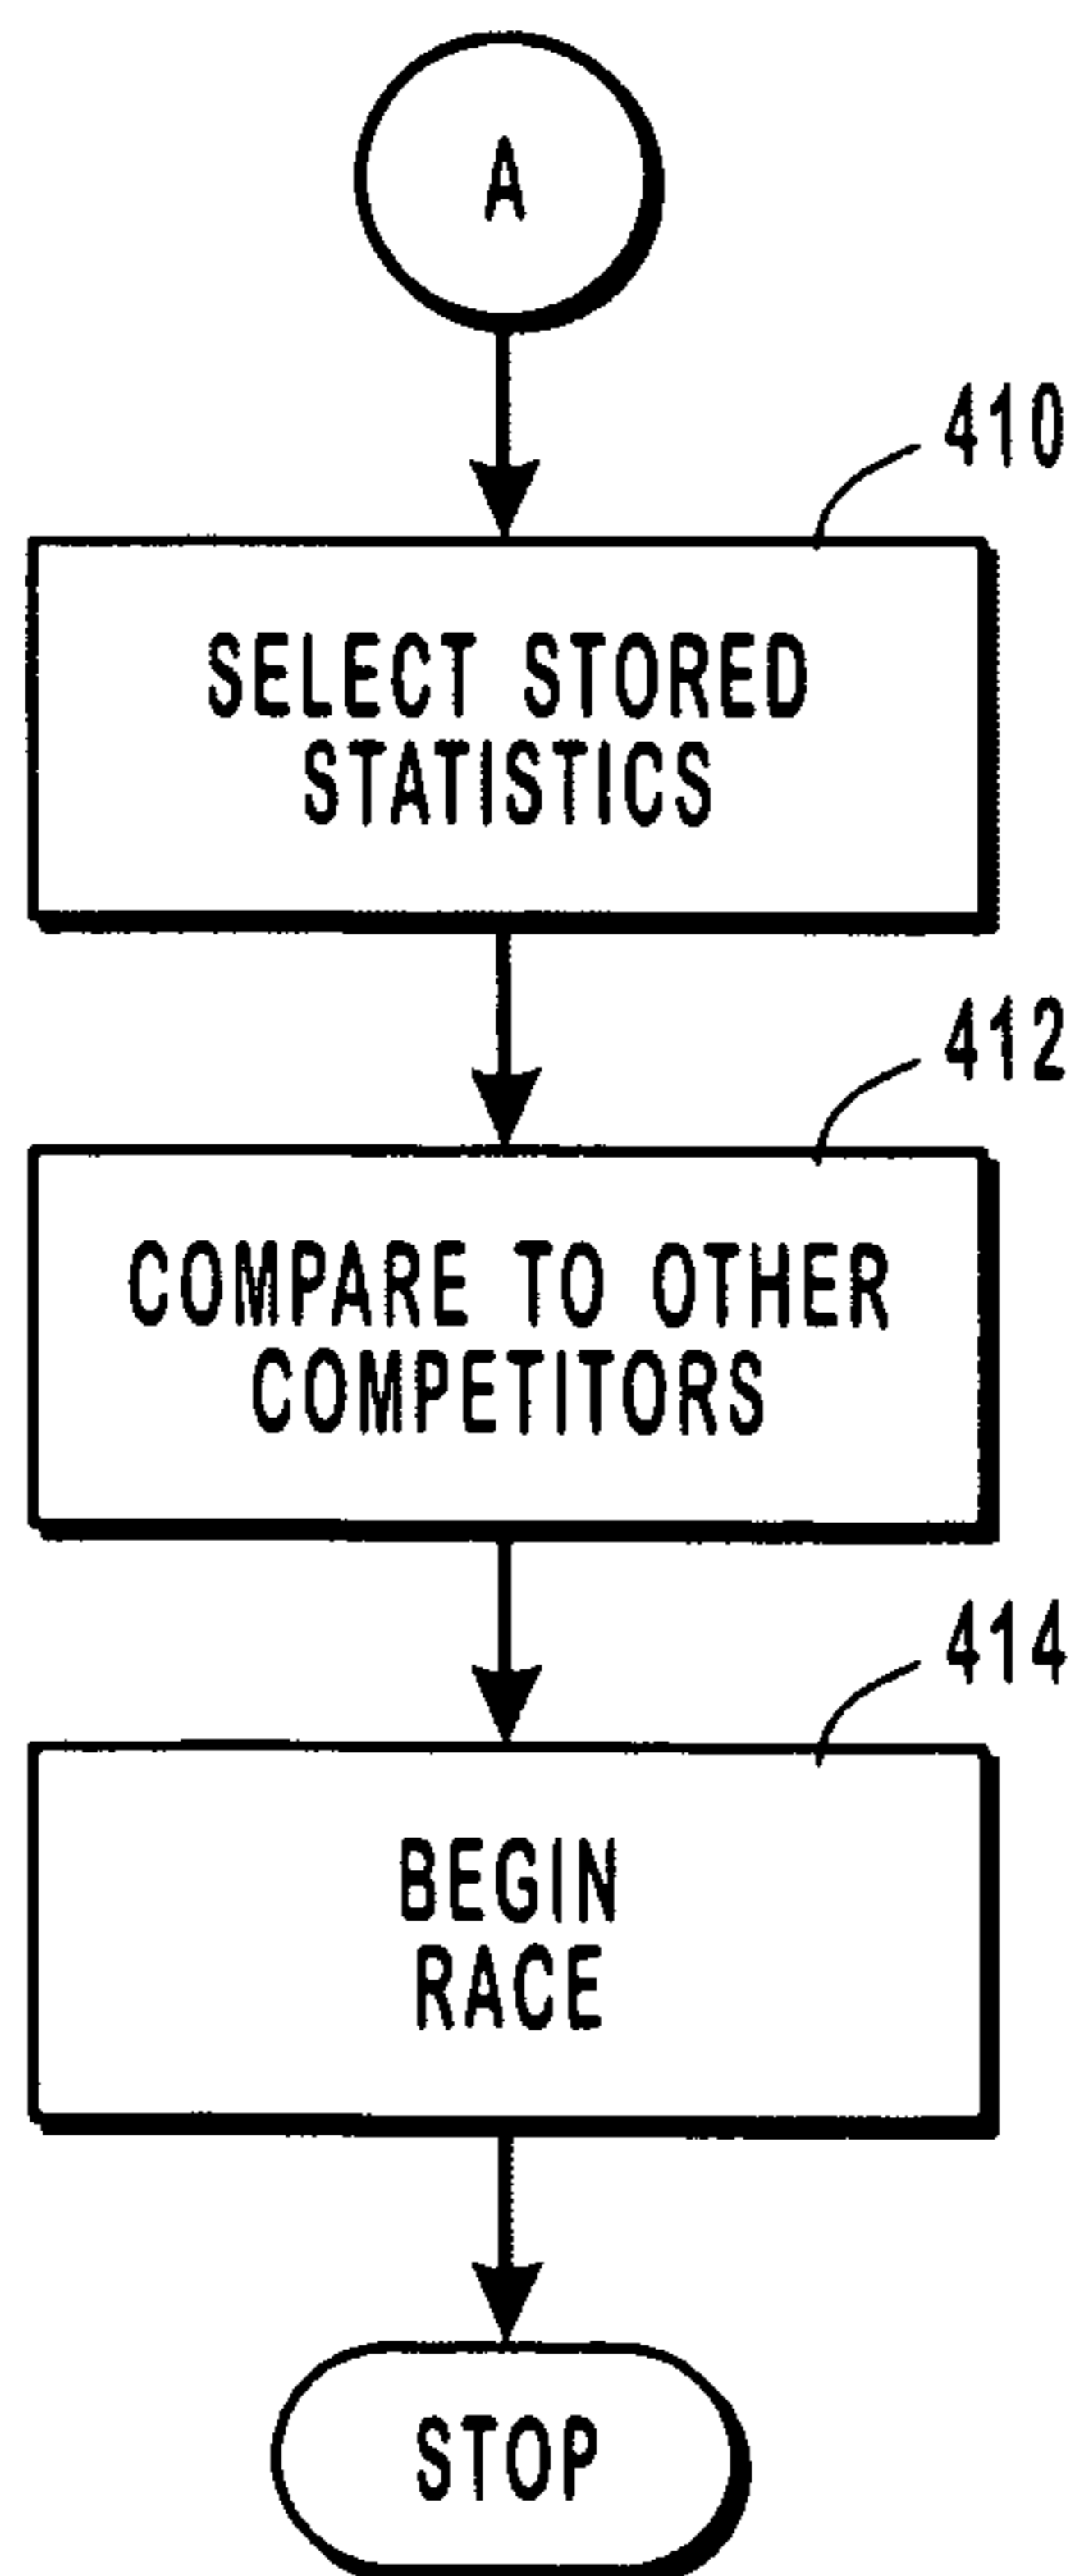 A
410
SELECT STORED
STATISTICS
412
COMPARE TO OTHER
COMPETITORS
414
BEGIN
RACE
STOP